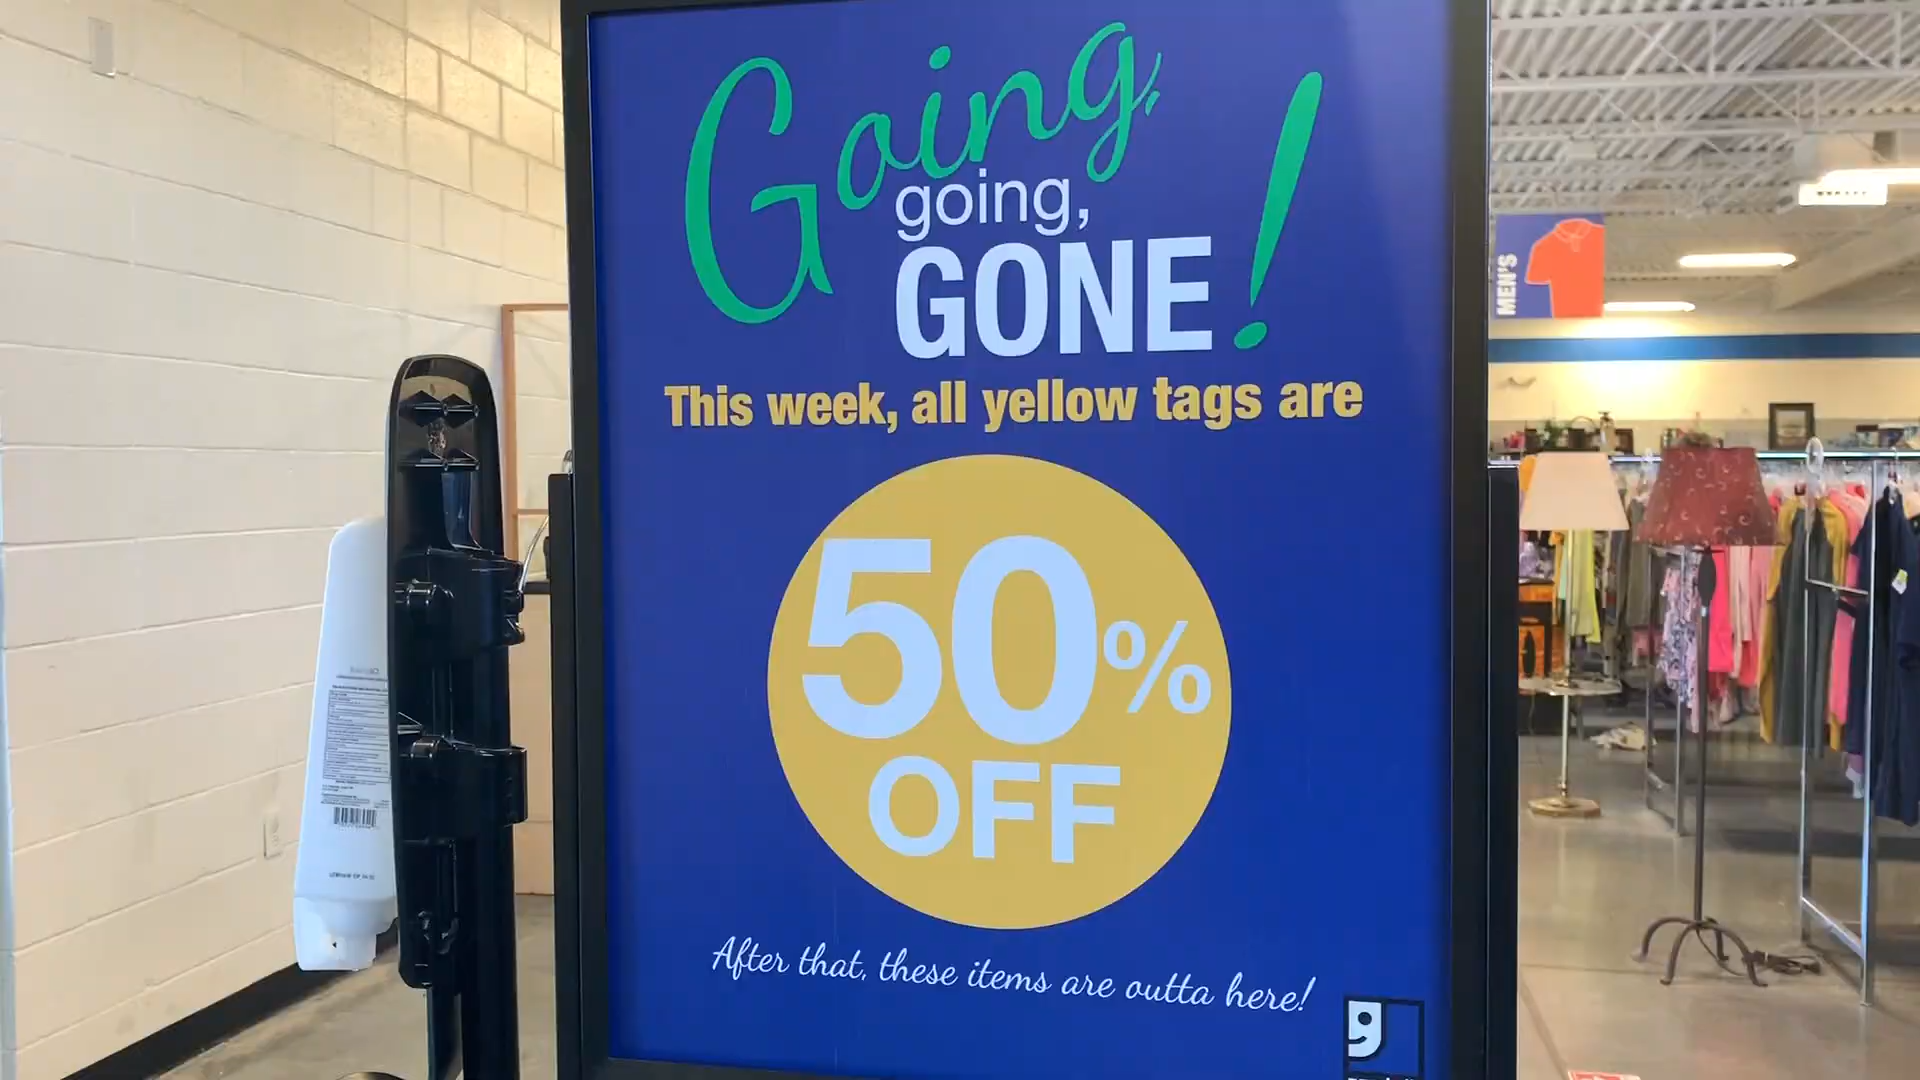 Going,
going,
GONE!
This week, all yellow tags are
50%
OFF
After that, these items are outta here!
g
MEN'S